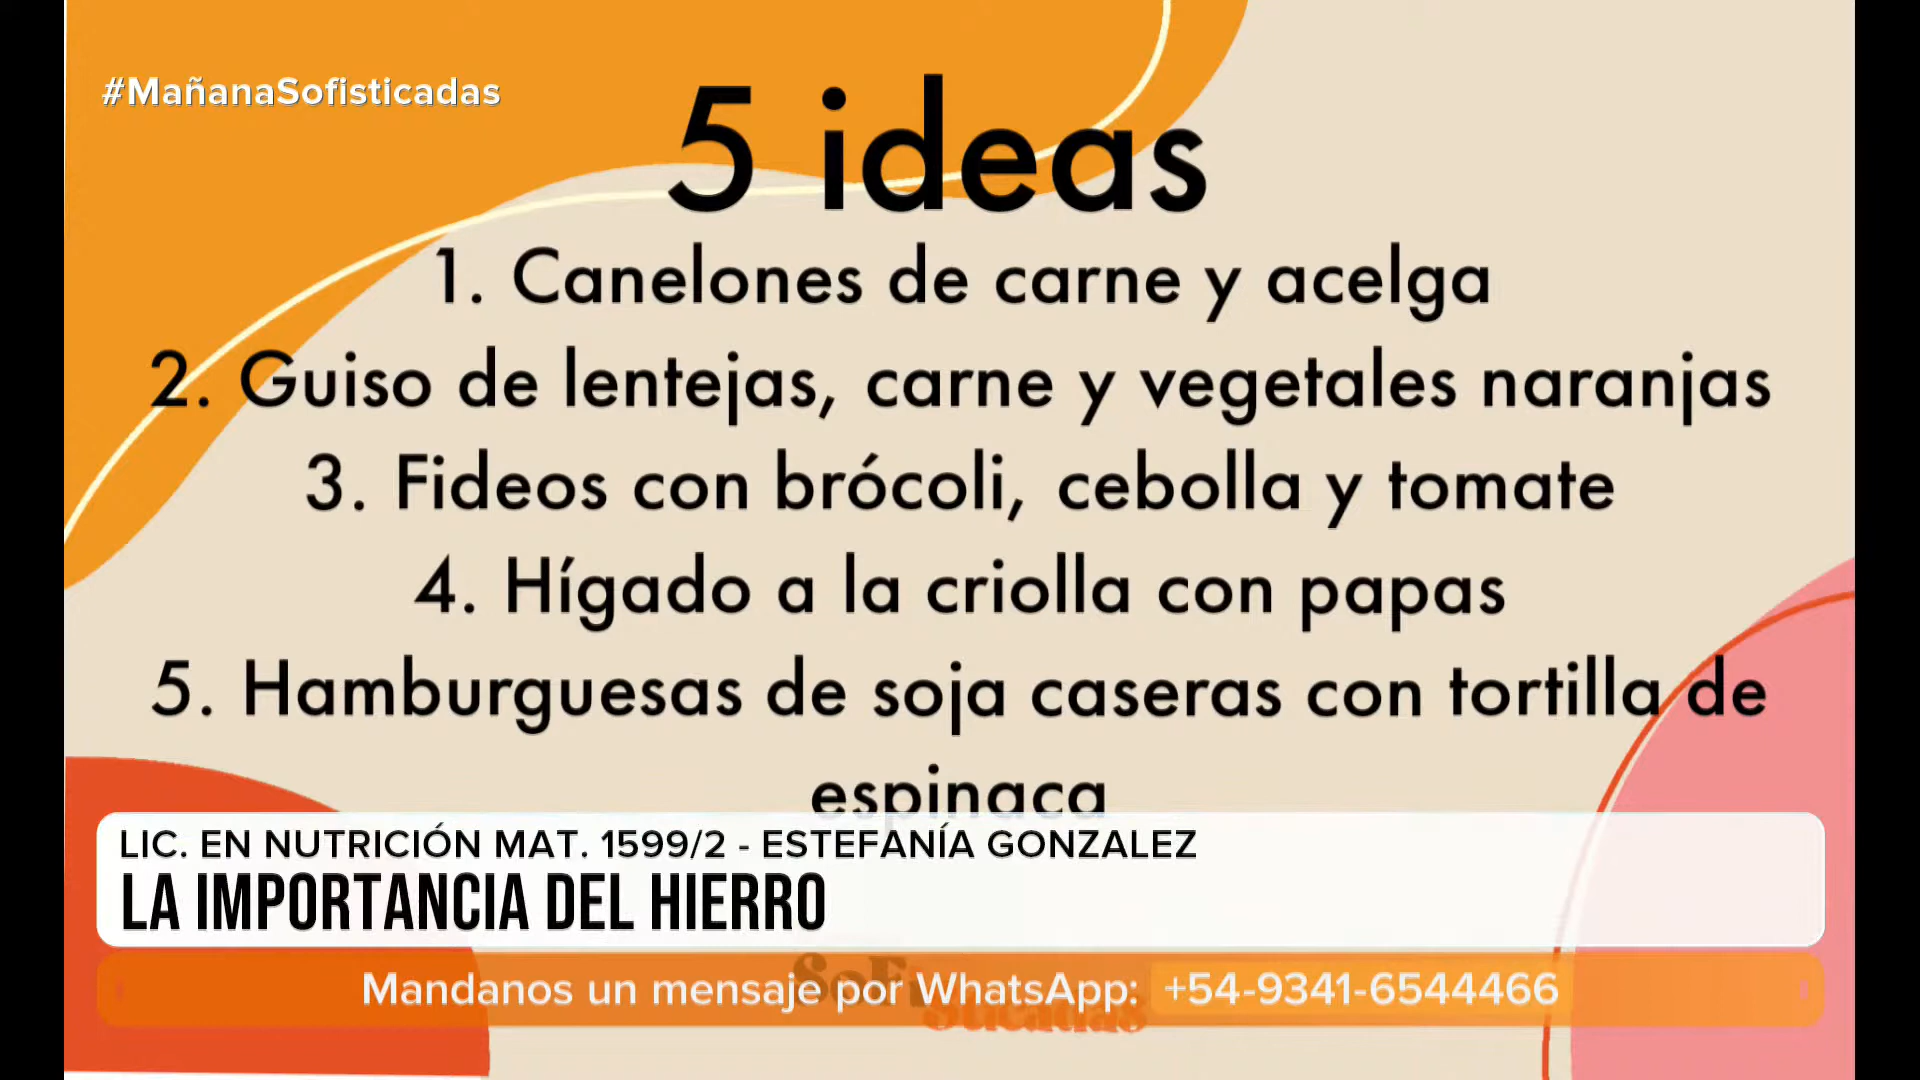 #MañanaSofisticadas
5 ideas
1. Canelones de carne y acelga
2. Guiso de lentejas, carne y vegetales naranjas
3. Fideos con brócoli, cebolla y tomate
4. Hígado a la criolla con papas
5. Hamburguesas de soja caseras con tortilla de
espinaca
LIC. EN NUTRICIÓN MAT. 1599/2 - ESTEFANÍA GONZALEZ
LA IMPORTANCIA DEL HIERRO
Mandanos un mensaje por WhatsApp: +54-9341-6544466